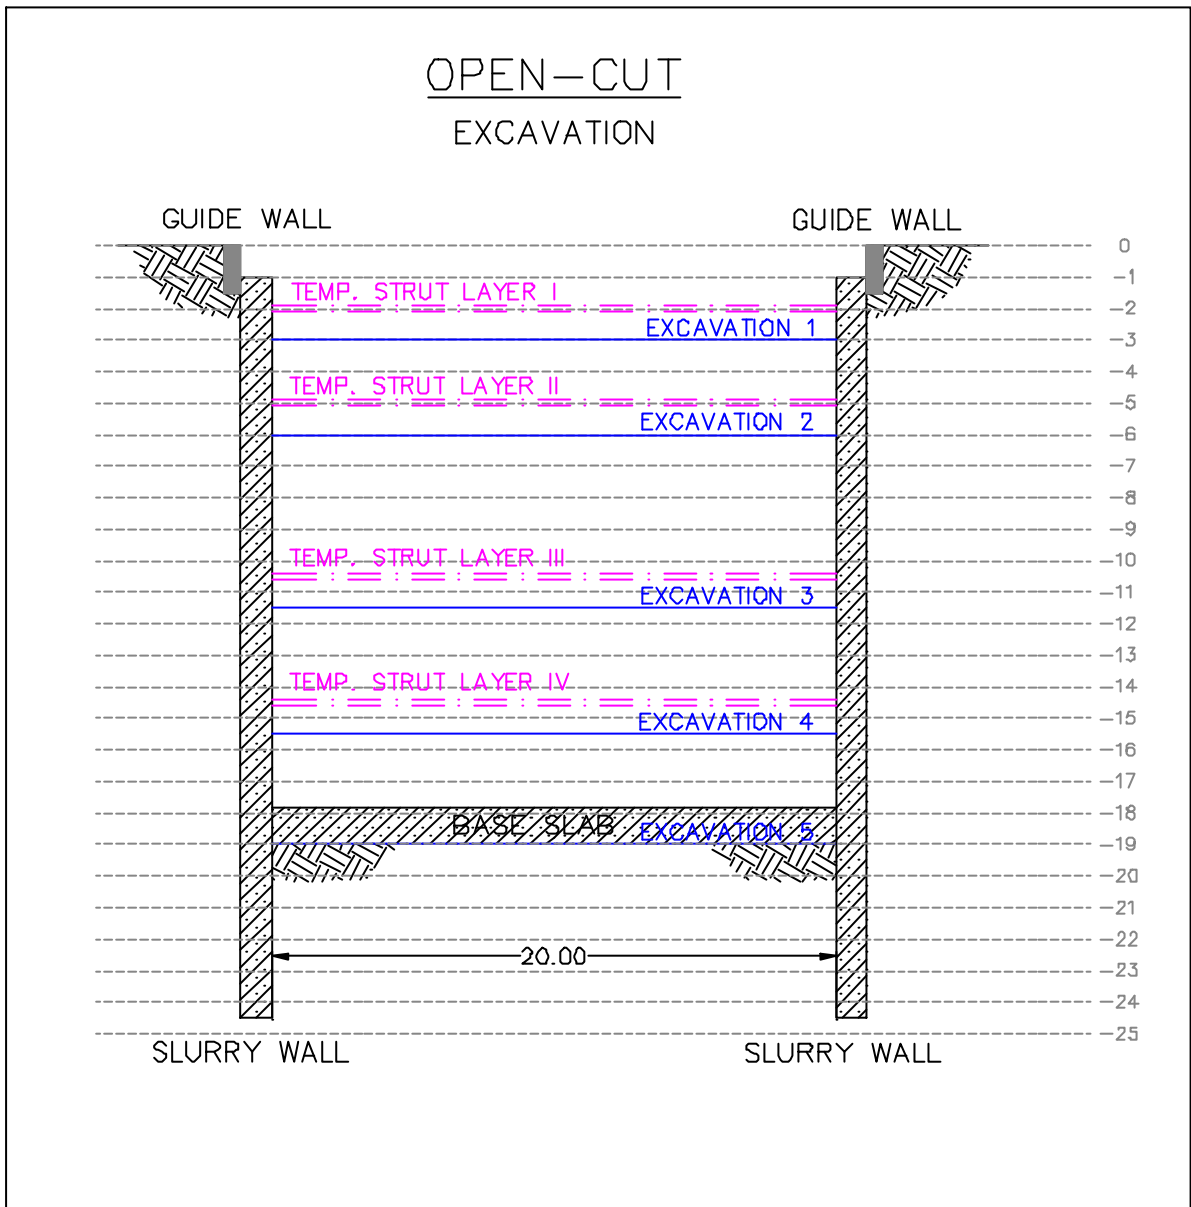 OPEN-CUT
EXCAVATION
GUIDE WALL
GUIDE WALL
0
-1
TEMP. STRUT LAYER I
-2
EXCAVATION 1
-3
-4
TEMP. STRUT LAYER II
-5
EXCAVATION 2
-6
-7
-8
-9
TEMP. STRUT LAYER III
-10
EXCAVATION 3
-11
-12
-13
TEMP. STRUT LAYER IV
-14
EXCAVATION 4
-15
-16
-17
-18
BASE SLAB
EXCAVATION 5
-19
-20
-21
-22
20.00
-23
-24
-25
SLURRY WALL
SLURRY WALL